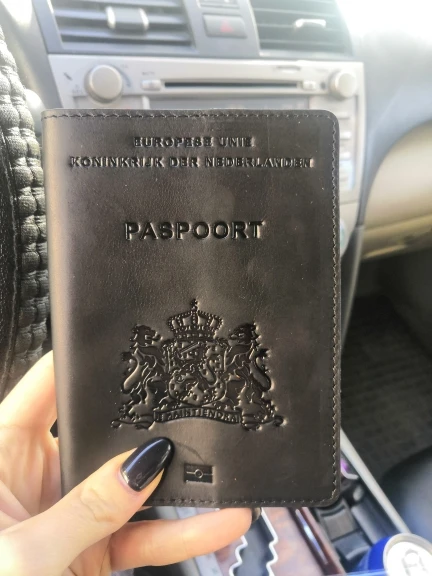 EUROPESE UNIE
KONINKRIJK DER NEDERLANDEN
PASPOORT
JE MAINTIENDRAI